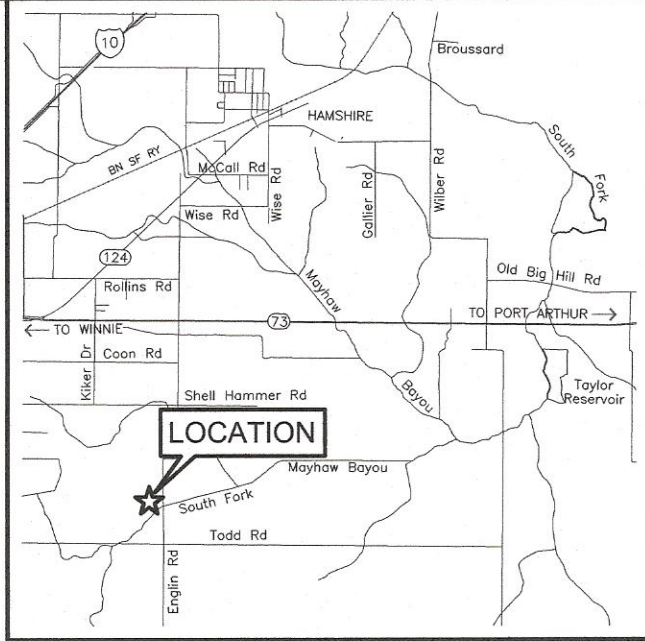 10
Broussard
HAMSHIRE
BN SF RY
South
Fork
McCall Rd
Wise Rd
Wise Rd
Gallier Rd
Wilber Rd
124
Rollins Rd
Mayhaw
Old Big Hill Rd
← TO WINNIE
73
TO PORT ARTHUR →
Kiker Dr
Coon Rd
Bayou
Taylor
Reservoir
Shell Hammer Rd
LOCATION
Mayhaw Bayou
South Fork
Todd Rd
Englin Rd